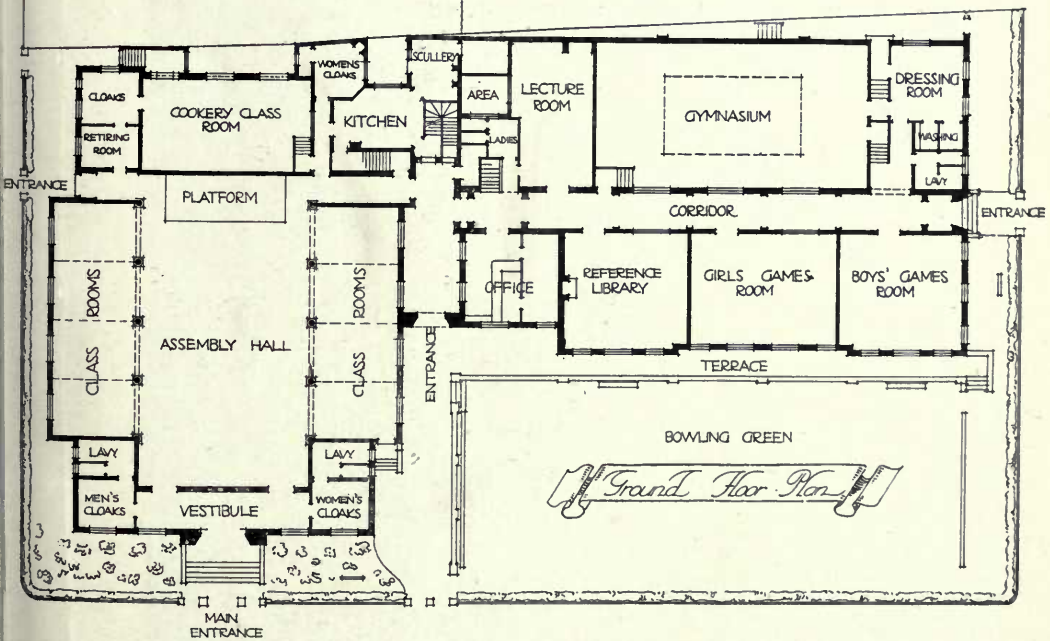 WOMEN'S
CLOAKS
SCULLERY
CLOAKS
COOKERY CLASS
ROOM
KITCHEN
AREA
LECTURE
ROOM
GYMNASIUM
DRESSING
ROOM
RETIRING
ROOM
LADIES
WASHING
LAVY
ENTRANCE
PLATFORM
CORRIDOR
ENTRANCE
CLASS ROOMS
ASSEMBLY HALL
CLASS ROOMS
OFFICE
REFERENCE
LIBRARY
GIRLS GAMES
ROOM
BOYS' GAMES
ROOM
ENTRANCE
TERRACE
BOWLING GREEN
LAVY
LAVY
Ground Floor Plan
MEN'S
CLOAKS
VESTIBULE
WOMEN'S
CLOAKS
MAIN
ENTRANCE